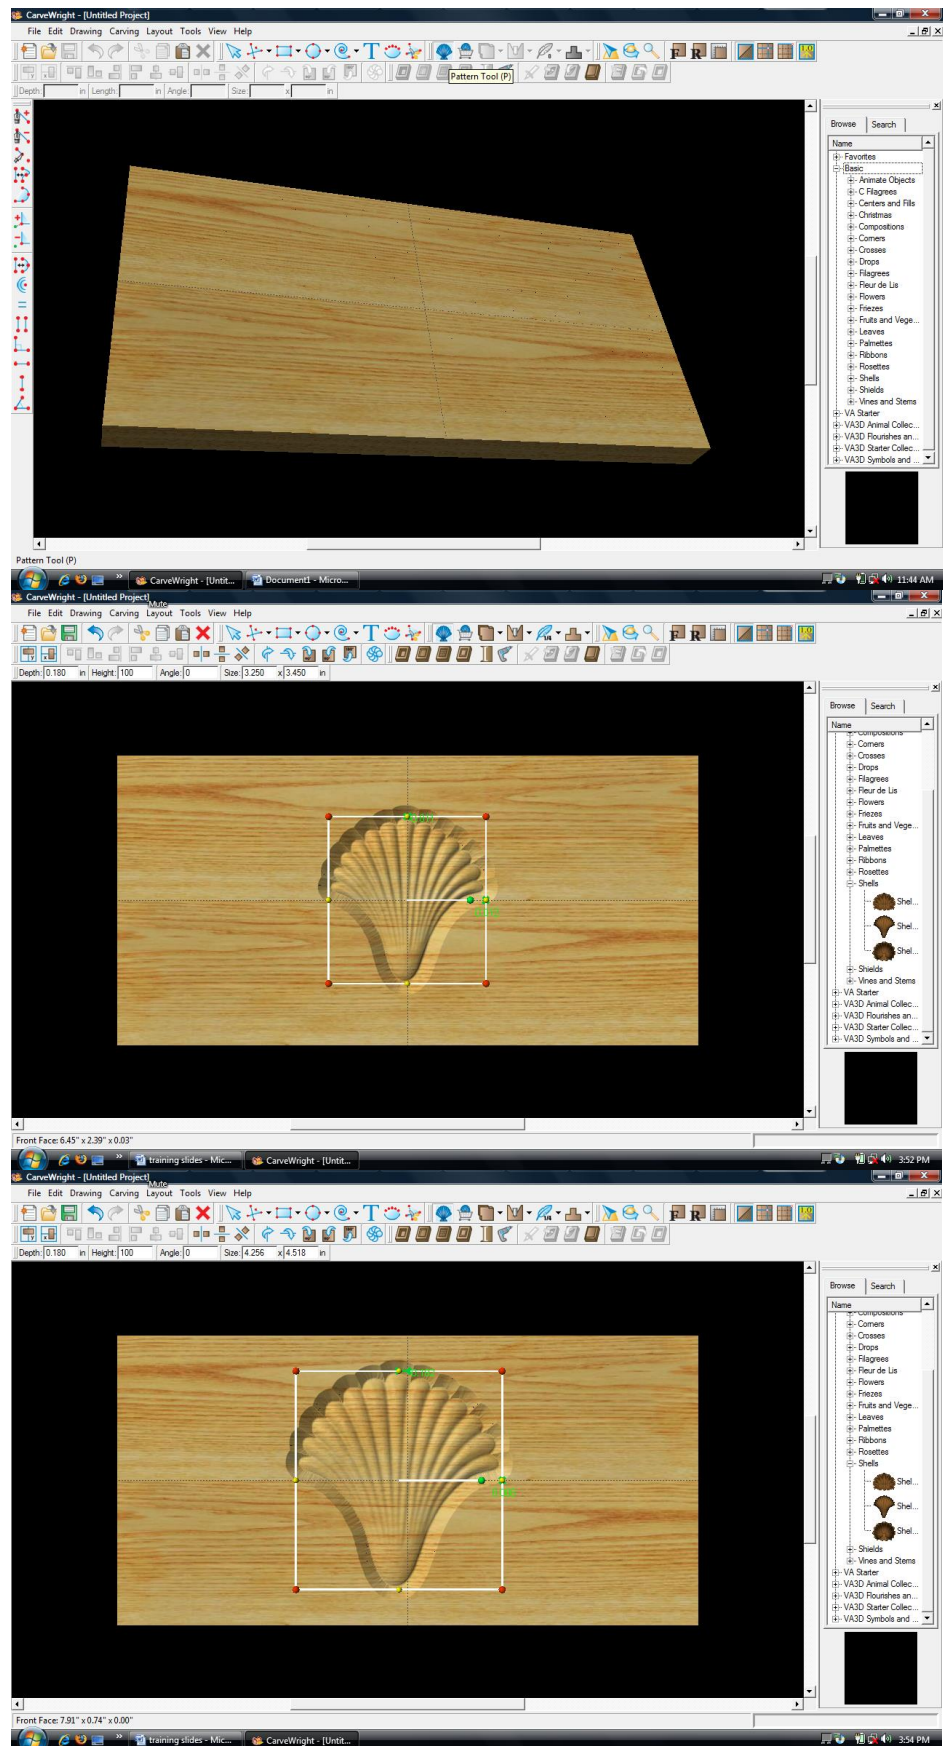 CarveWright - [Untitled Project]
File Edit Drawing Carving Layout Tools View Help
Pattern Tool (P)
Depth: in Length: in Angle: Size: x in
Browse Search
Name
Favorites
Basic
Animate Objects
C Filagrees
Centers and Fills
Christmas
Compositions
Corners
Crosses
Drops
Filagrees
Fleur de Lis
Flowers
Friezes
Fruits and Vege...
Leaves
Palmettes
Ribbons
Rosettes
Shells
Shields
Vines and Stems
VA Starter
VA3D Animal Collec...
VA3D Flourishes an...
VA3D Starter Collec...
VA3D Symbols and ...
Pattern Tool (P)
CarveWright - [Untit... Document1 - Micro... 11:44 AM
CarveWright - [Untitled Project]
Mute
File Edit Drawing Carving Layout Tools View Help
Depth: 0.180 in Height: 100 Angle: 0 Size: 3.250 x 3.450 in
Browse Search
Name
Compositions
Corners
Crosses
Drops
Filagrees
Fleur de Lis
Flowers
Friezes
Fruits and Vege...
Leaves
Palmettes
Ribbons
Rosettes
Shells
Shel...
Shel...
Shel...
Shields
Vines and Stems
VA Starter
VA3D Animal Collec...
VA3D Flourishes an...
VA3D Starter Collec...
VA3D Symbols and ...
Front Face: 6.45" x 2.39" x 0.03"
training slides - Mic... CarveWright - [Untit... 3:52 PM
CarveWright - [Untitled Project]
Mute
File Edit Drawing Carving Layout Tools View Help
Depth: 0.180 in Height: 100 Angle: 0 Size: 4.256 x 4.518 in
Browse Search
Name
Compositions
Corners
Crosses
Drops
Filagrees
Fleur de Lis
Flowers
Friezes
Fruits and Vege...
Leaves
Palmettes
Ribbons
Rosettes
Shells
Shel...
Shel...
Shel...
Shields
Vines and Stems
VA Starter
VA3D Animal Collec...
VA3D Flourishes an...
VA3D Starter Collec...
VA3D Symbols and ...
Front Face: 7.91" x 0.74" x 0.00"
training slides - Mic... CarveWright - [Untit... 3:54 PM